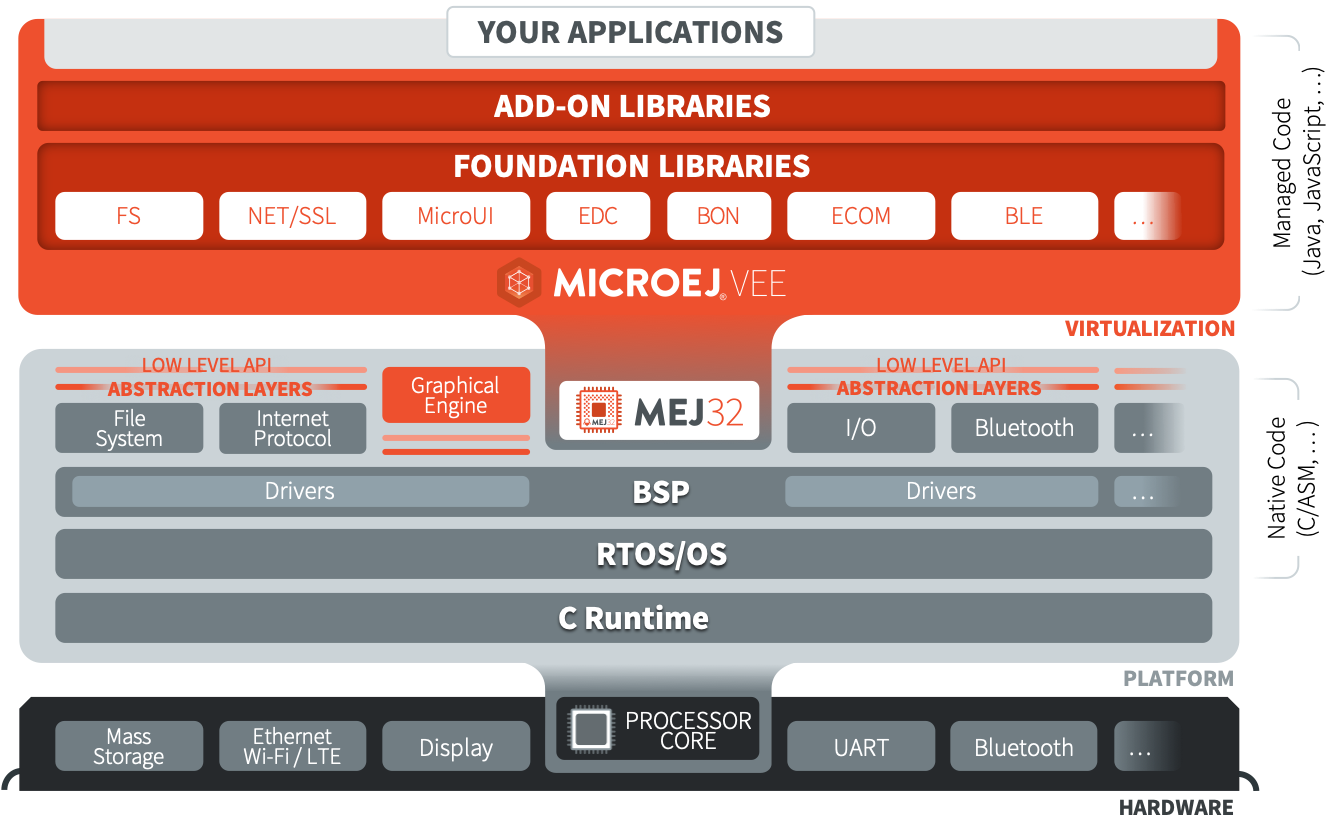 YOUR APPLICATIONS
ADD-ON LIBRARIES
FOUNDATION LIBRARIES
FS
NET/SSL
MicroUI
EDC
BON
ECOM
BLE
...
MICROEJ® VEE
Managed Code
(Java, JavaScript, ...)
VIRTUALIZATION
LOW LEVEL API
ABSTRACTION LAYERS
File
System
Internet
Protocol
Graphical
Engine
MEJ32
MEJ32
LOW LEVEL API
ABSTRACTION LAYERS
I/O
Bluetooth
...
Drivers
BSP
Drivers
...
RTOS/OS
C Runtime
Native Code
(C/ASM, ...)
PLATFORM
Mass
Storage
Ethernet
Wi-Fi / LTE
Display
PROCESSOR
CORE
UART
Bluetooth
...
HARDWARE